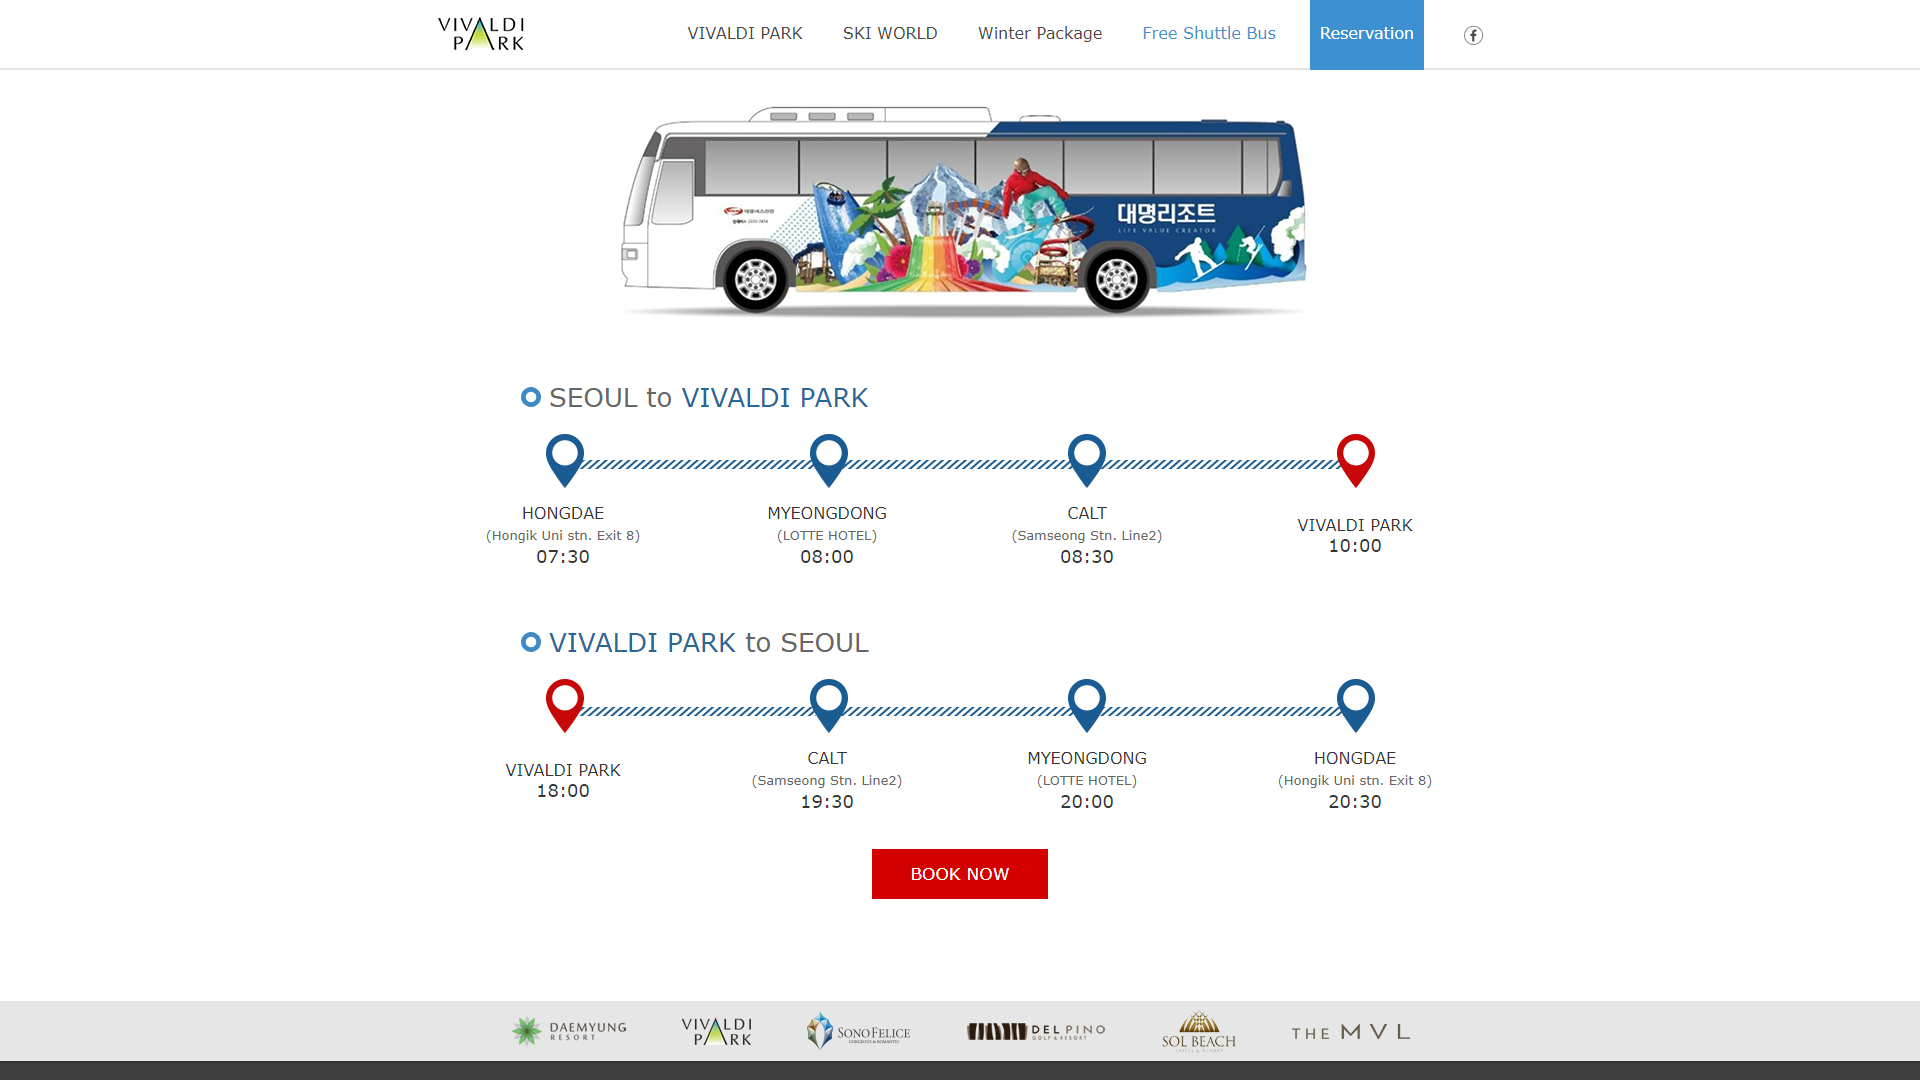 VIVALDI PARK
VIVALDI PARK
SKI WORLD
Winter Package
Free Shuttle Bus
Reservation
대명리조트
LIFE VALUE CREATOR
SEOUL to VIVALDI PARK
HONGDAE
(Hongik Uni stn. Exit 8)
07:30
MYEONGDONG
(LOTTE HOTEL)
08:00
CALT
(Samseong Stn. Line2)
08:30
VIVALDI PARK
10:00
VIVALDI PARK to SEOUL
VIVALDI PARK
18:00
CALT
(Samseong Stn. Line2)
19:30
MYEONGDONG
(LOTTE HOTEL)
20:00
HONGDAE
(Hongik Uni stn. Exit 8)
20:30
BOOK NOW
DAEMYUNG
RESORT
VIVALDI
PARK
SONOFELICE
GORGEOUS & ROMANTIC
DEL PINO
GOLF & RESORT
SOL BEACH
THE MVL